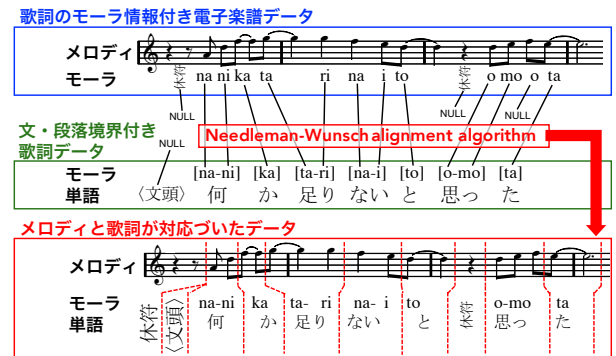 歌詞のモーラ情報付き電子楽譜データ
メロディ
モーラ 休符 na ni ka ta ri na i to 休符 o mo o ta
NULL NULL NULL
文・段落境界付き
歌詞データ
NULL
Needleman-Wunsch alignment algorithm
モーラ [na-ni] [ka] [ta-ri] [na-i] [to] [o-mo] [ta]
単語 〈文頭〉 何 か 足り ない と 思っ た
メロディと歌詞が対応づいたデータ
メロディ
モーラ na-ni ka ta- ri na- i to o-mo ta
単語 休符 〈文頭〉 何 か 足り ない と 休符 思っ た